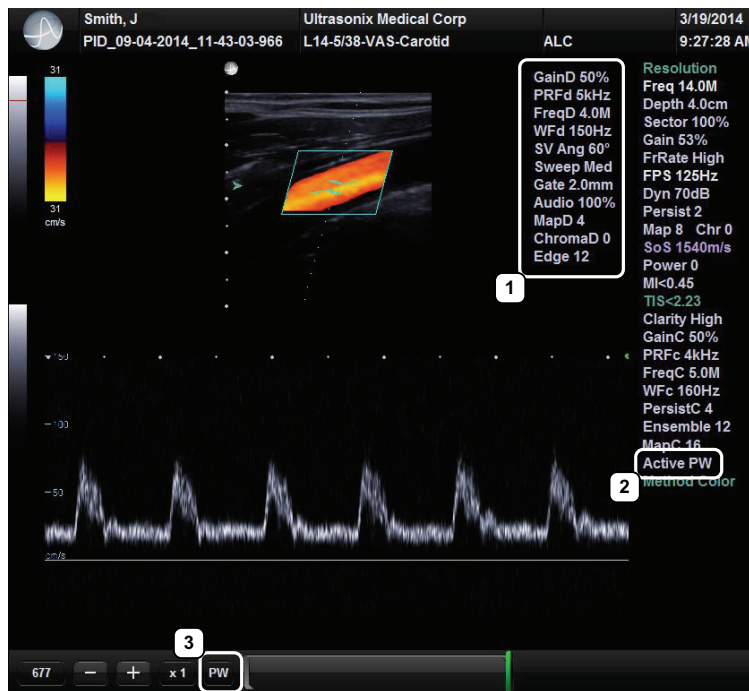 Smith, J
Ultrasonix Medical Corp
3/19/2014
PID_09-04-2014_11-43-03-966
L14-5/38-VAS-Carotid
ALC
9:27:28 AM
31
31
cm/s
GainD 50%
PRFd 5kHz
FreqD 4.0M
WFd 150Hz
SV Ang 60°
Sweep Med
Gate 2.0mm
Audio 100%
MapD 4
ChromaD 0
Edge 12
1
Resolution
Freq 14.0M
Depth 4.0cm
Sector 100%
Gain 53%
FrRate High
FPS 125Hz
Dyn 70dB
Persist 2
Map 8 Chr 0
SoS 1540m/s
Power 0
MI<0.45
TIS<2.23
Clarity High
GainC 50%
PRFc 4kHz
FreqC 5.0M
WFc 160Hz
PersistC 4
Ensemble 12
MapC 16
Active PW
2
Method Color
150
-100
-50
cm/s
3
677
−
+
x 1
PW